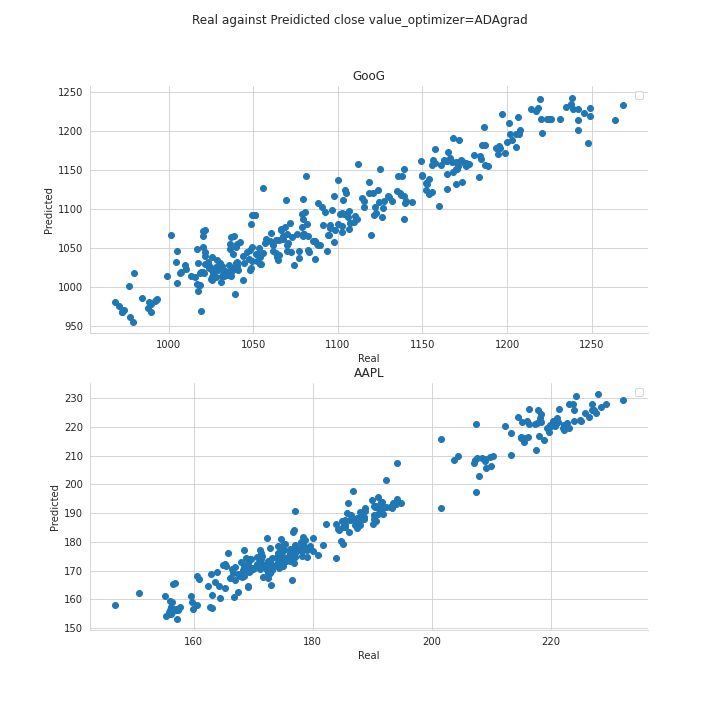 Real against Preidicted close value_optimizer=ADAgrad
GooG
1250
1200
1150
1100
1050
1000
950
Predicted
1000 1050 1100 1150 1200 1250
Real
AAPL
230
220
210
200
190
180
170
160
150
Predicted
160 180 200 220
Real